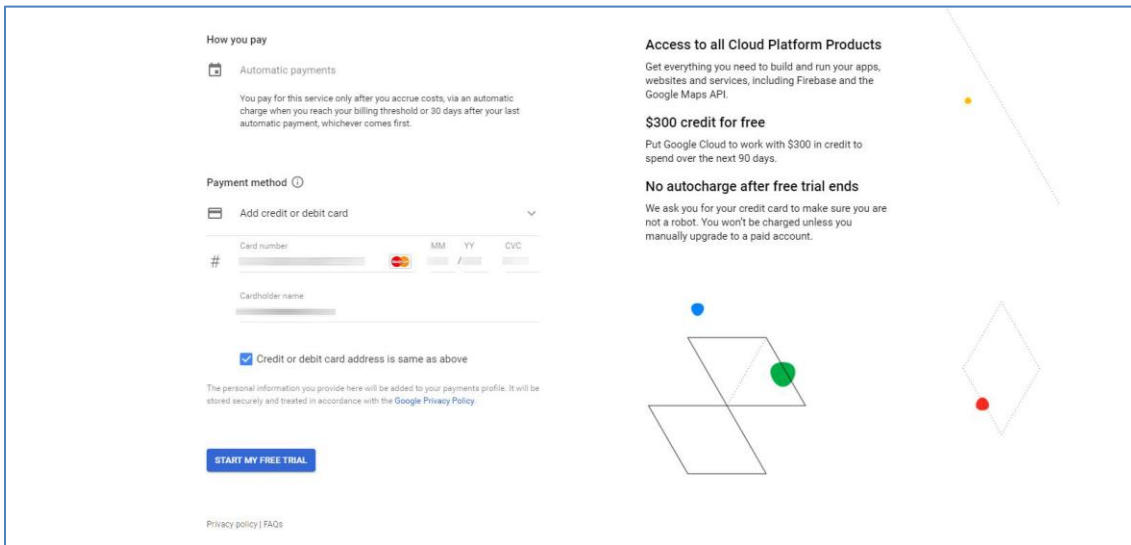 How you pay
Automatic payments
You pay for this service only after you accrue costs, via an automatic
charge when you reach your billing threshold or 30 days after your last
automatic payment, whichever comes first.
Payment method
Add credit or debit card
Card number
MM
YY
CVC
#
/
Cardholder name
Credit or debit card address is same as above
The personal information you provide here will be added to your payments profile. It will be
stored securely and treated in accordance with the Google Privacy Policy.
START MY FREE TRIAL
Privacy policy | FAQs
Access to all Cloud Platform Products
Get everything you need to build and run your apps,
websites and services, including Firebase and the
Google Maps API.
$300 credit for free
Put Google Cloud to work with $300 in credit to
spend over the next 90 days.
No autocharge after free trial ends
We ask you for your credit card to make sure you are
not a robot. You won't be charged unless you
manually upgrade to a paid account.